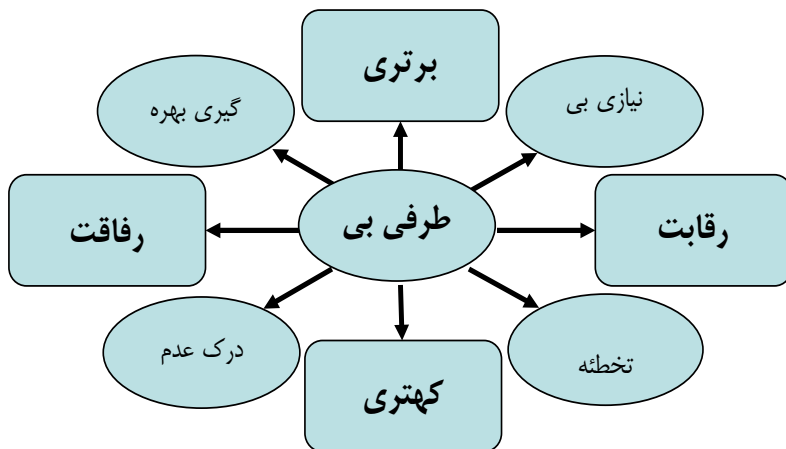 برتری
نیازی بی
گیری بهره
رقابت
طرفی بی
رفاقت
تخطئه
درک عدم
کهتری